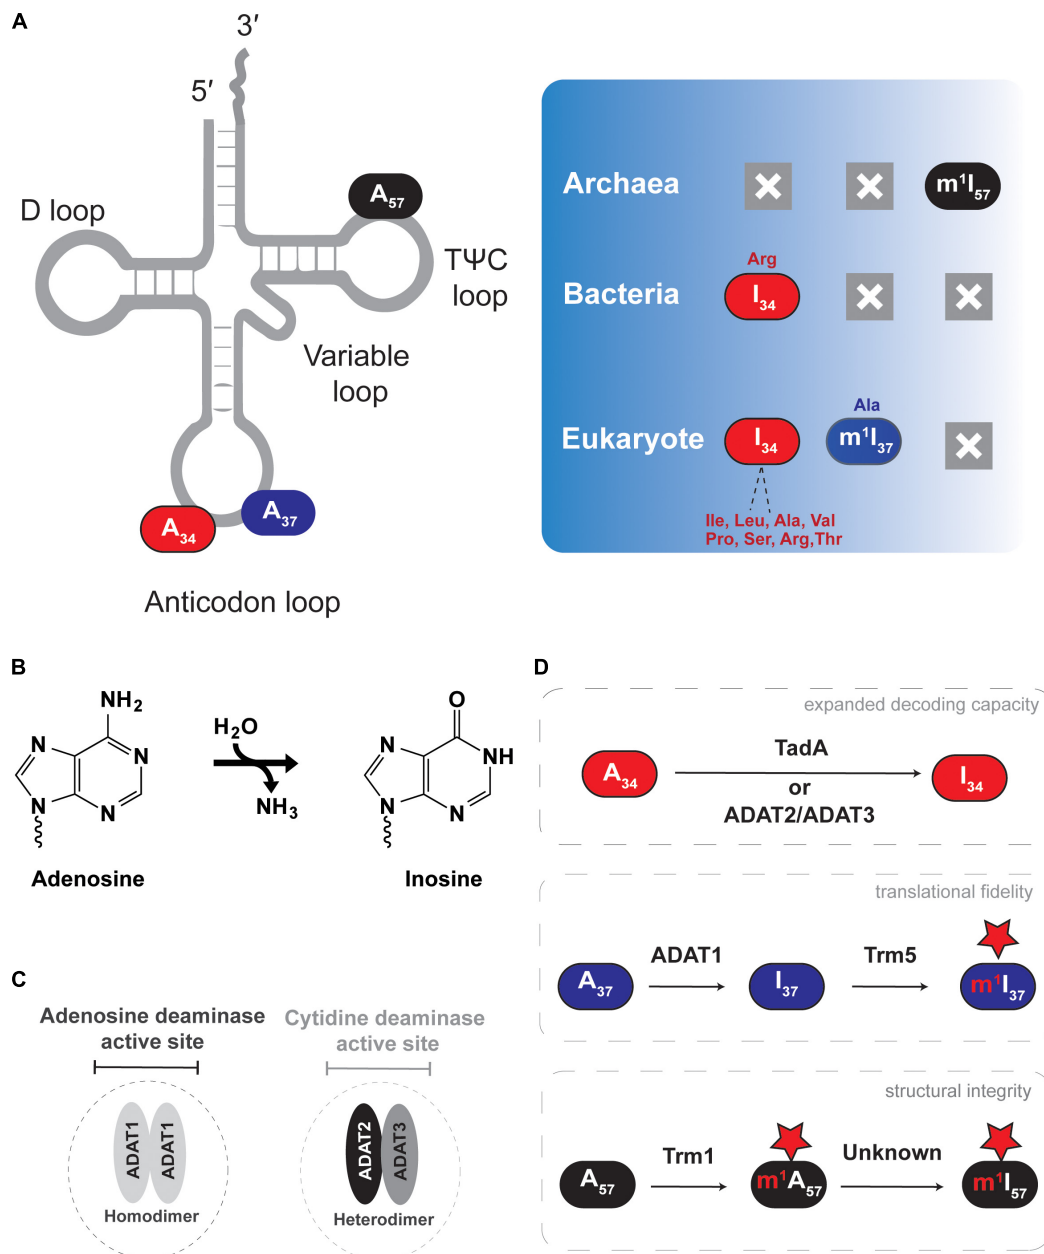 A
3′
5′
A57
D loop
TΨC
loop
Variable
loop
A34
A37
Anticodon loop
Archaea
m1I57
Arg
Bacteria
I34
Ala
Eukaryote
I34
m1I37
Ile, Leu, Ala, Val
Pro, Ser, Arg,Thr
B
NH2
N
N
N
N
H2O
NH3
O
N
NH
N
N
Adenosine
Inosine
C
Adenosine deaminase
active site
Cytidine deaminase
active site
ADAT1
ADAT1
Homodimer
ADAT2
ADAT3
Heterodimer
D
expanded decoding capacity
A34
TadA
or
ADAT2/ADAT3
I34
translational fidelity
A37
ADAT1
I37
Trm5
m1I37
structural integrity
A57
Trm1
m1A57
Unknown
m1I57